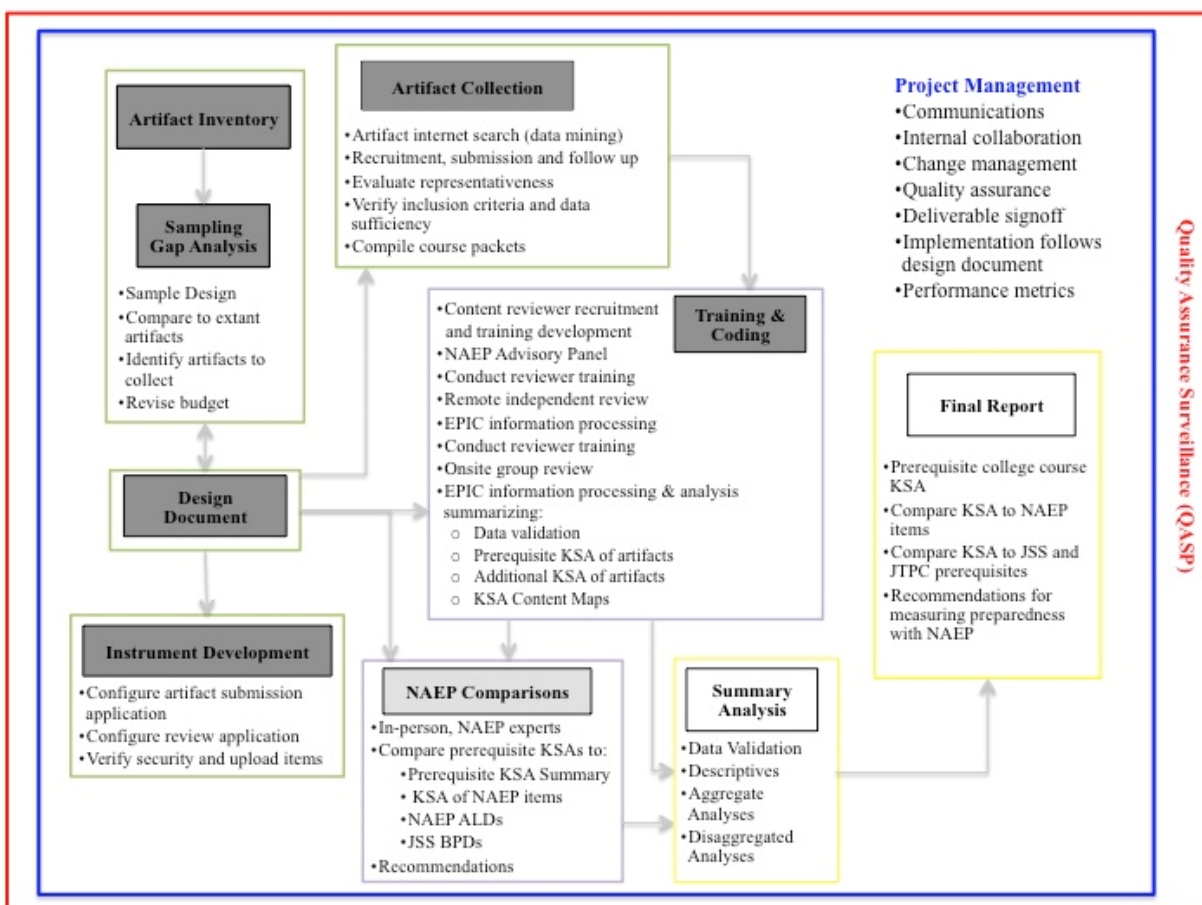 Artifact Inventory
Sampling
Gap Analysis
•Sample Design
•Compare to extant
artifacts
•Identify artifacts to
collect
•Revise budget
Design
Document
Instrument Development
•Configure artifact submission
application
•Configure review application
•Verify security and upload items
Artifact Collection
•Artifact internet search (data mining)
•Recruitment, submission and follow up
•Evaluate representativeness
•Verify inclusion criteria and data
sufficiency
•Compile course packets
Training &
Coding
•Content reviewer recruitment
and training development
•NAEP Advisory Panel
•Conduct reviewer training
•Remote independent review
•EPIC information processing
•Conduct reviewer training
•Onsite group review
•EPIC information processing & analysis
summarizing:
○ Data validation
○ Prerequisite KSA of artifacts
○ Additional KSA of artifacts
○ KSA Content Maps
NAEP Comparisons
•In-person, NAEP experts
•Compare prerequisite KSAs to:
•Prerequisite KSA Summary
• KSA of NAEP items
•NAEP ALDs
•JSS BPDs
•Recommendations
Summary
Analysis
•Data Validation
•Descriptives
•Aggregate
Analyses
•Disaggregated
Analyses
Project Management
•Communications
•Internal collaboration
•Change management
•Quality assurance
•Deliverable signoff
•Implementation follows
design document
•Performance metrics
Final Report
•Prerequisite college course
KSA
•Compare KSA to NAEP
items
•Compare KSA to JSS and
JTPC prerequisites
•Recommendations for
measuring preparedness
with NAEP
Quality Assurance Surveillance (QASP)